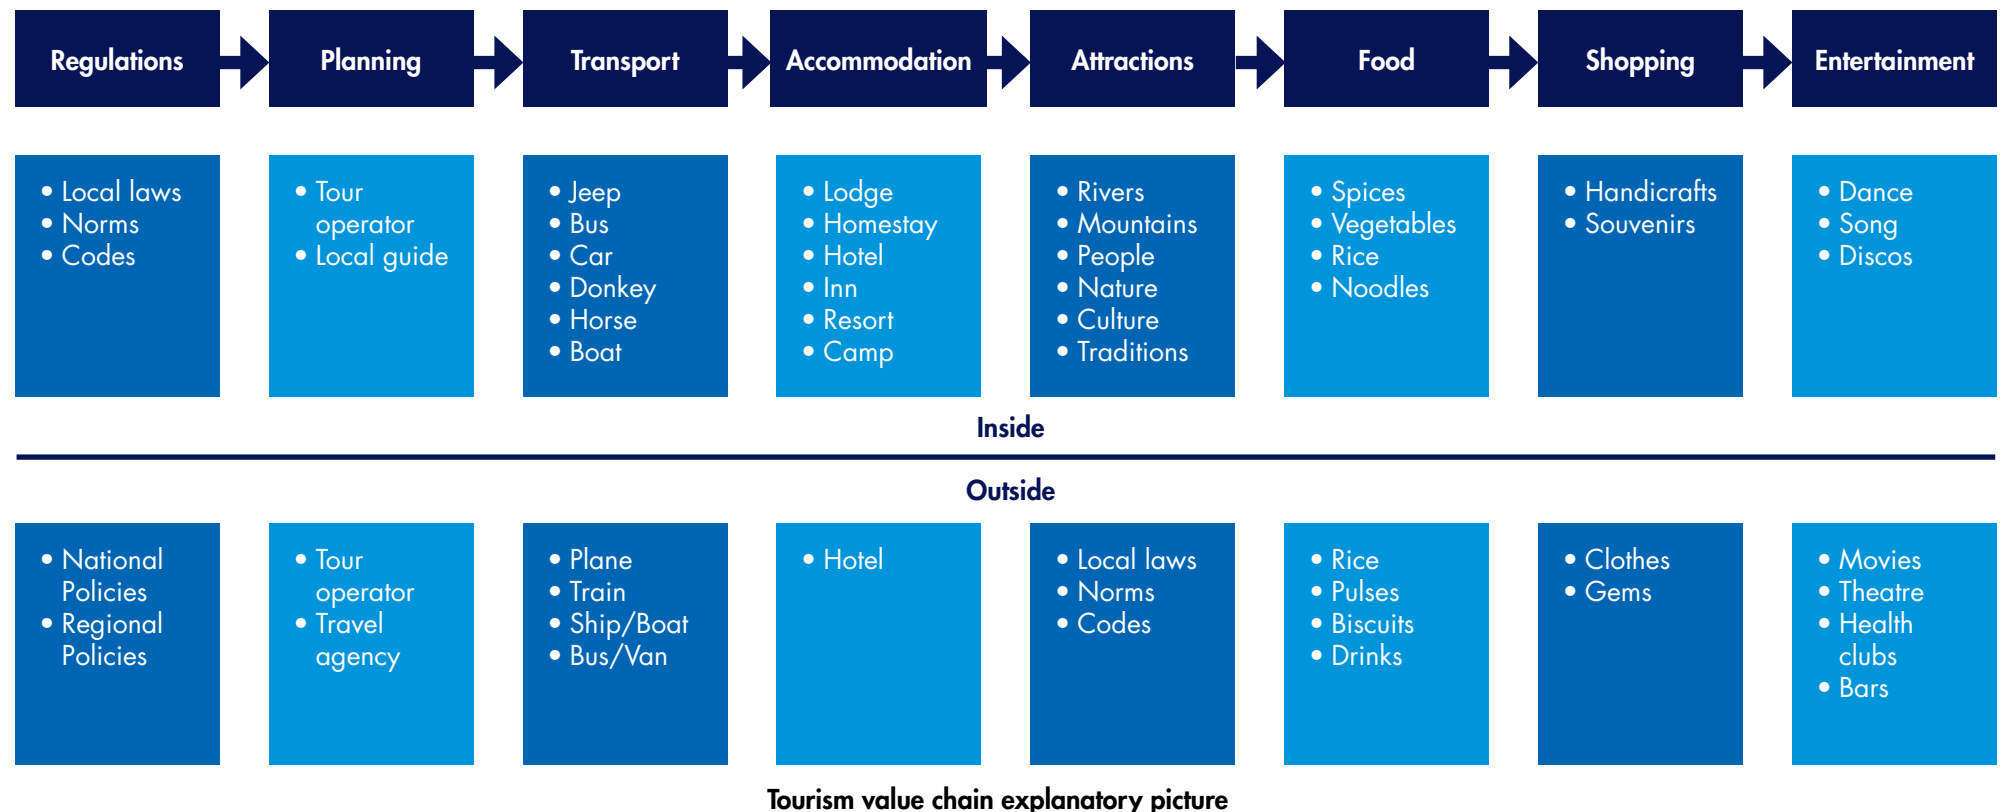 Regulations
Planning
Transport
Accommodation
Attractions
Food
Shopping
Entertainment
• Local laws
• Norms
• Codes
• Tour
operator
• Local guide
• Jeep
• Bus
• Car
• Donkey
• Horse
• Boat
• Lodge
• Homestay
• Hotel
• Inn
• Resort
• Camp
• Rivers
• Mountains
• People
• Nature
• Culture
• Traditions
• Spices
• Vegetables
• Rice
• Noodles
• Handicrafts
• Souvenirs
• Dance
• Song
• Discos
Inside
Outside
• National
Policies
• Regional
Policies
• Tour
operator
• Travel
agency
• Plane
• Train
• Ship/Boat
• Bus/Van
• Hotel
• Local laws
• Norms
• Codes
• Rice
• Pulses
• Biscuits
• Drinks
• Clothes
• Gems
• Movies
• Theatre
• Health
clubs
• Bars
Tourism value chain explanatory picture